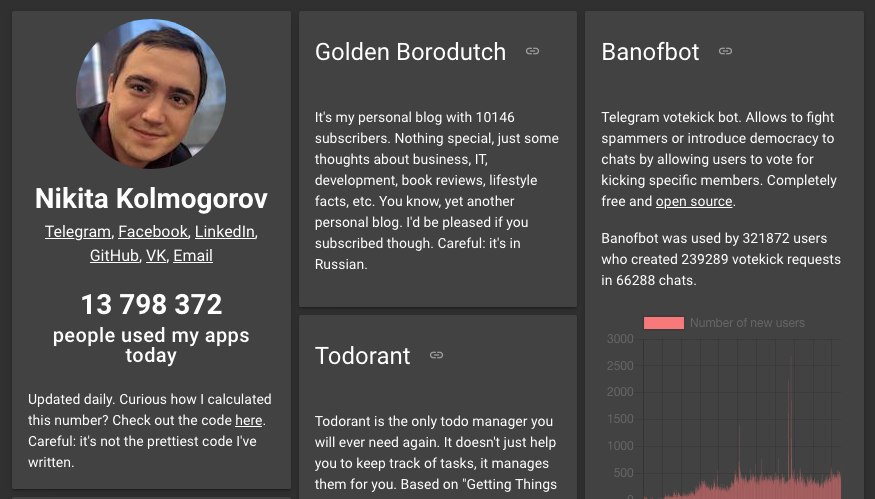 Nikita Kolmogorov
Telegram, Facebook, LinkedIn,
GitHub, VK, Email
13 798 372
people used my apps
today
Updated daily. Curious how I calculated
this number? Check out the code here.
Careful: it's not the prettiest code I've
written.
Golden Borodutch
It's my personal blog with 10146
subscribers. Nothing special, just some
thoughts about business, IT,
development, book reviews, lifestyle
facts, etc. You know, yet another
personal blog. I'd be pleased if you
subscribed though. Careful: it's in
Russian.
Todorant
Todorant is the only todo manager you
will ever need again. It doesn't just help
you to keep track of tasks, it manages
them for you. Based on "Getting Things
Banofbot
Telegram votekick bot. Allows to fight
spammers or introduce democracy to
chats by allowing users to vote for
kicking specific members. Completely
free and open source.
Banofbot was used by 321872 users
who created 239289 votekick requests
in 66288 chats.
Number of new users
3000
2500
2000
1500
1000
500
0